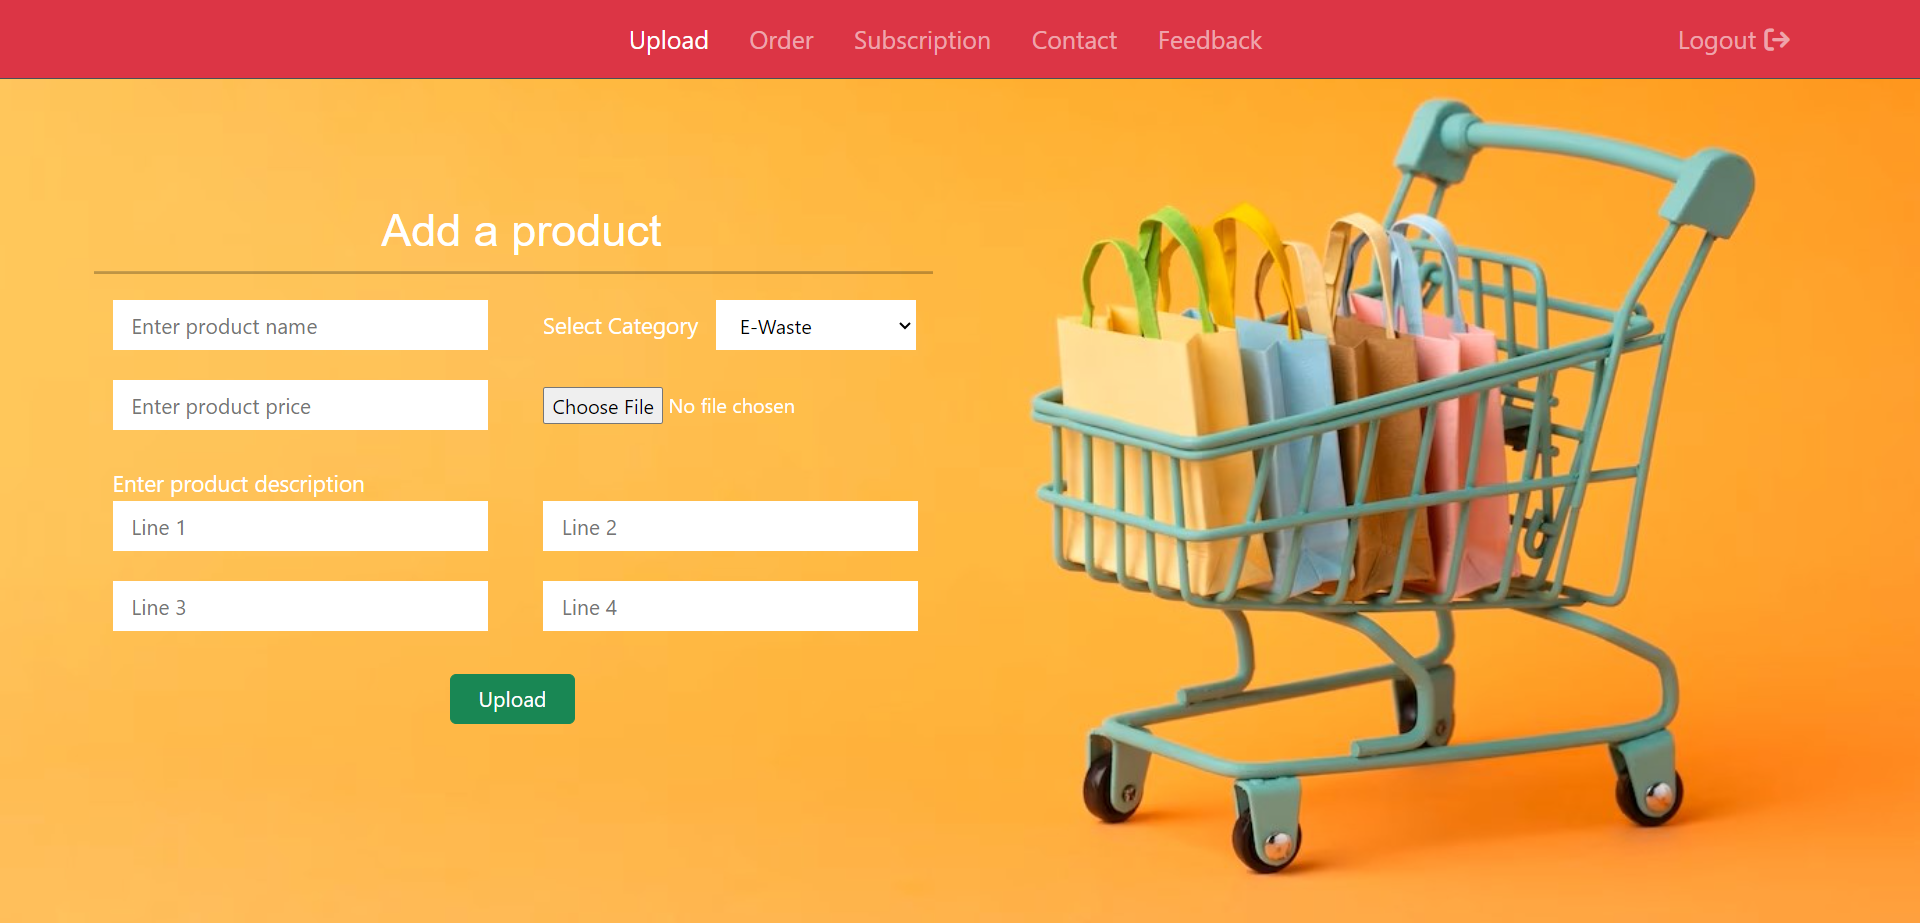 Upload Order Subscription Contact Feedback Logout
Add a product
Enter product name Select Category E-Waste
Enter product price Choose File No file chosen
Enter product description
Line 1 Line 2
Line 3 Line 4
Upload